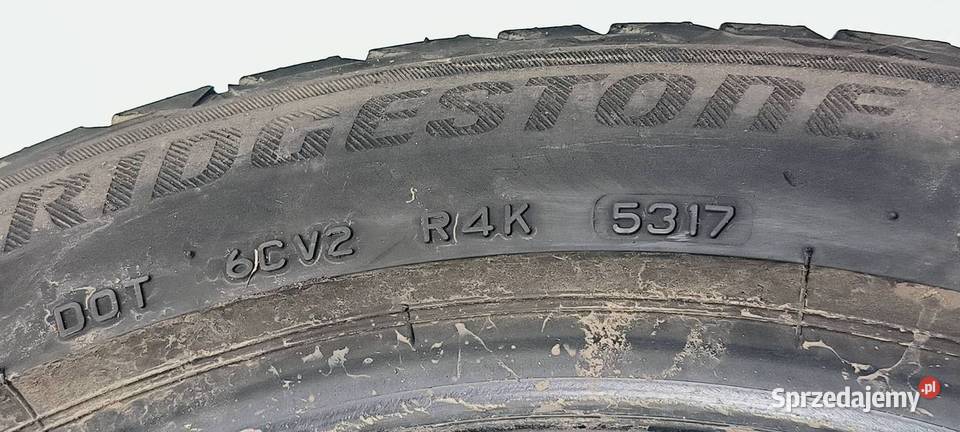 RIDGESTONE
DOT 6CV2 R4K 5317
Sprzedajemy.pl